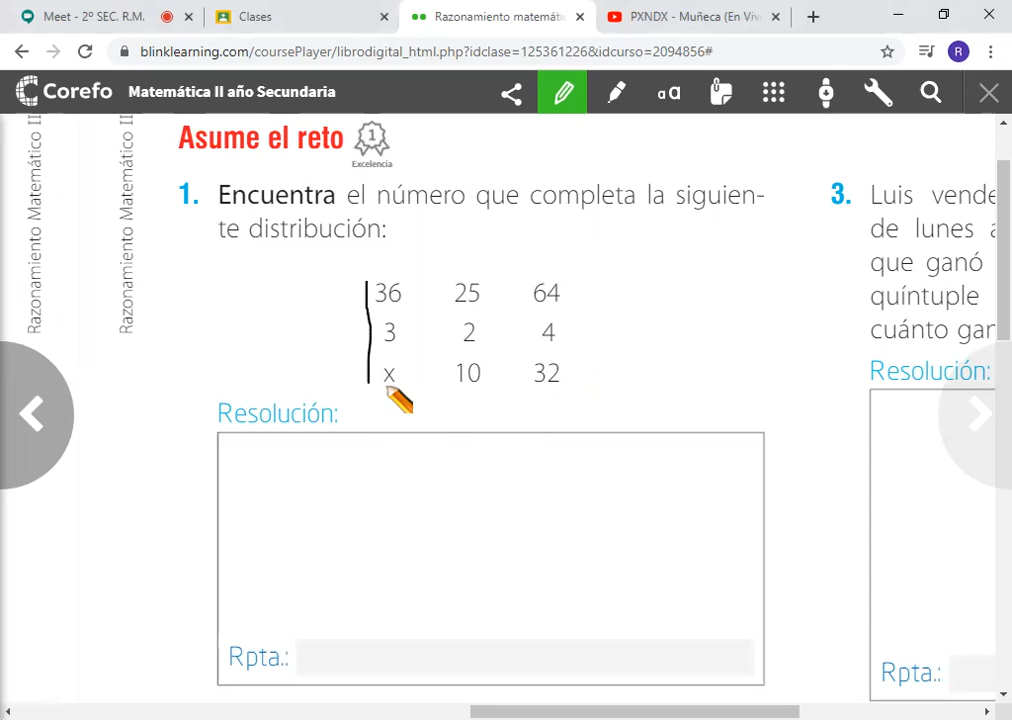 Meet - 2º SEC. R.M.
Clases
Razonamiento matemáti
PXNDX - Muñeca (En Viv
blinklearning.com/coursePlayer/librodigital_html.php?idclase=125361226&idcurso=2094856#
R
Corefo
Matemática II año Secundaria
aα
Razonamiento Matemático II
Razonamiento Matemático II
Asume el reto
1
Excelencia
1. Encuentra el número que completa la siguien-
te distribución:
36 25 64
3 2 4
x 10 32
Resolución:
Rpta.:
3. Luis vende
de lunes a
que ganó
quíntuple
cuánto gan
Resolución:
Rpta.: